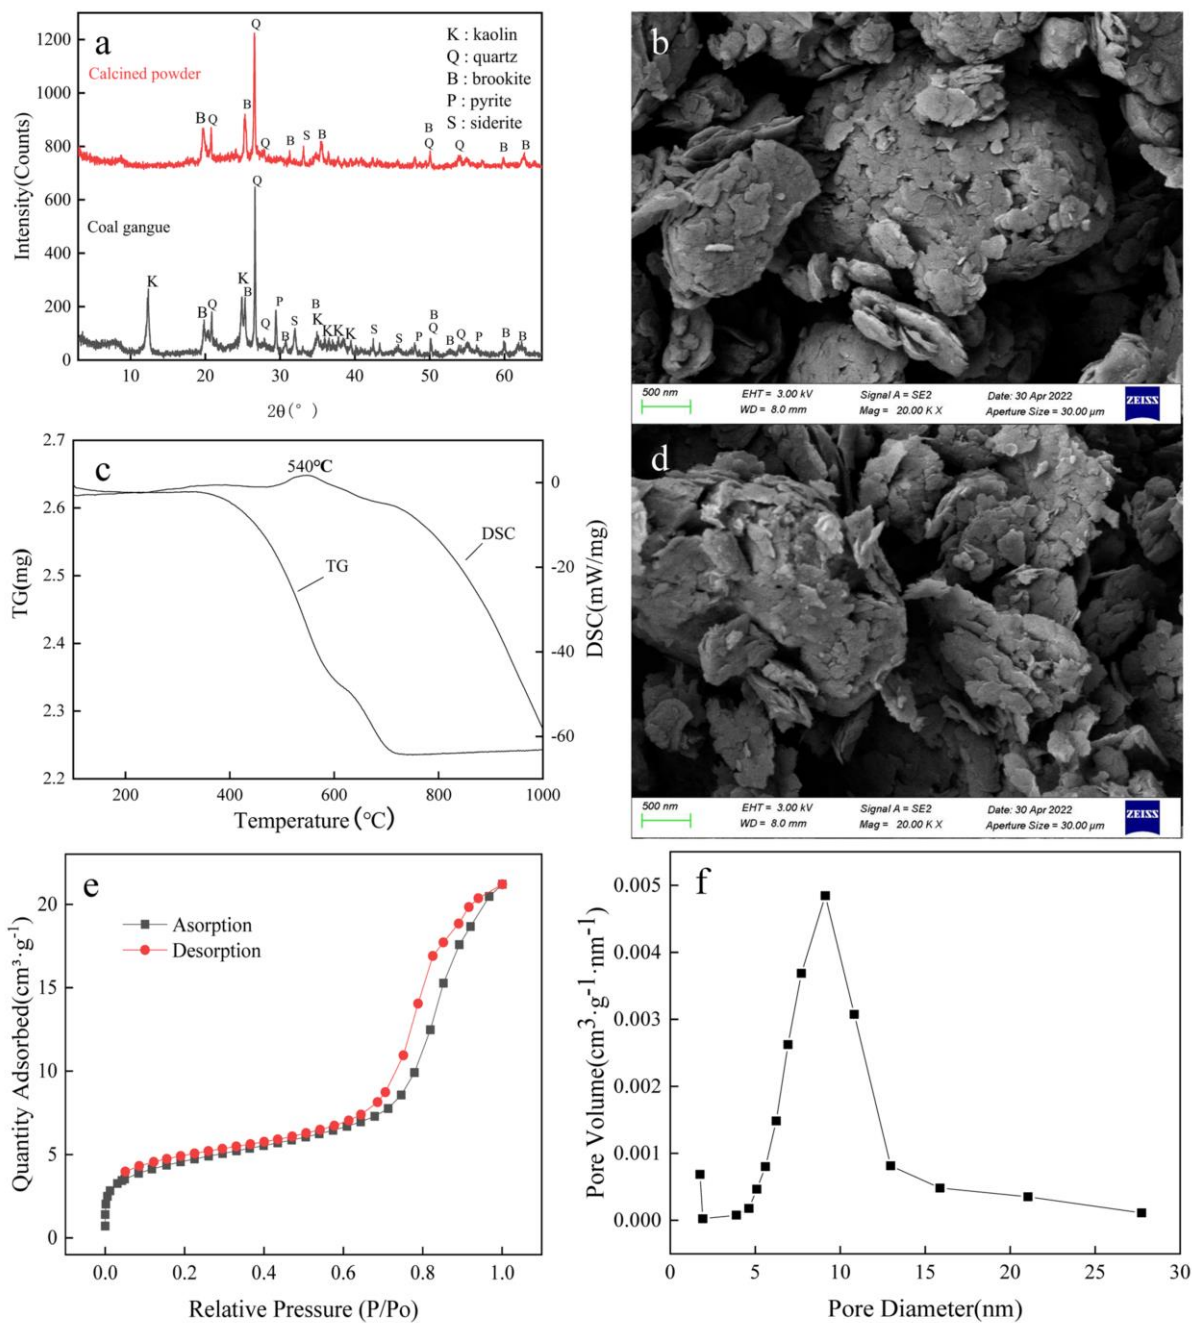 a
Calcined powder
Coal gangue
K : kaolin
Q : quartz
B : brookite
P : pyrite
S : siderite
Q
B
Q
B
Q
B
S
B
B
Q
Q
B
B
Q
K
B
Q
K
B
Q
P
B
S
B
K
K
K
K
S
S
P
B
Q
B
Q
P
B
B
Intensity(Counts)
0
200
400
600
800
1000
1200
10
20
30
40
50
60
2θ(°)
b
500 nm
EHT = 3.00 kV
WD = 8.0 mm
Signal A = SE2
Mag = 20.00 K X
Date: 30 Apr 2022
Aperture Size = 30.00 µm
ZEISS
c
540°C
DSC
TG
TG(mg)
2.7
2.6
2.5
2.4
2.3
2.2
0
-20
-40
-60
DSC(mW/mg)
200
400
600
800
1000
Temperature(°C)
d
500 nm
EHT = 3.00 kV
WD = 8.0 mm
Signal A = SE2
Mag = 20.00 K X
Date: 30 Apr 2022
Aperture Size = 30.00 µm
ZEISS
e
Asorption
Desorption
Quantity Adsorbed(cm³·g⁻¹)
20
15
10
5
0
0.0
0.2
0.4
0.6
0.8
1.0
Relative Pressure (P/Po)
f
Pore Volume(cm³·g⁻¹·nm⁻¹)
0.005
0.004
0.003
0.002
0.001
0.000
0
5
10
15
20
25
30
Pore Diameter(nm)